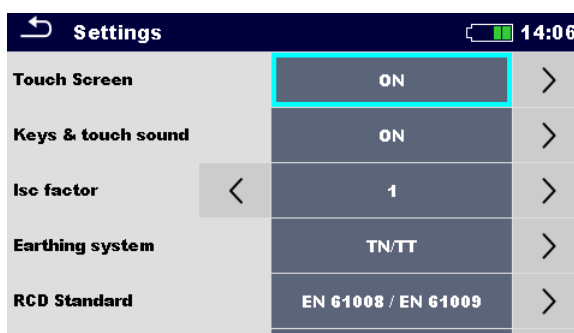 Settings 14:06
Touch Screen ON
Keys & touch sound ON
Isc factor 1
Earthing system TN/TT
RCD Standard EN 61008 / EN 61009